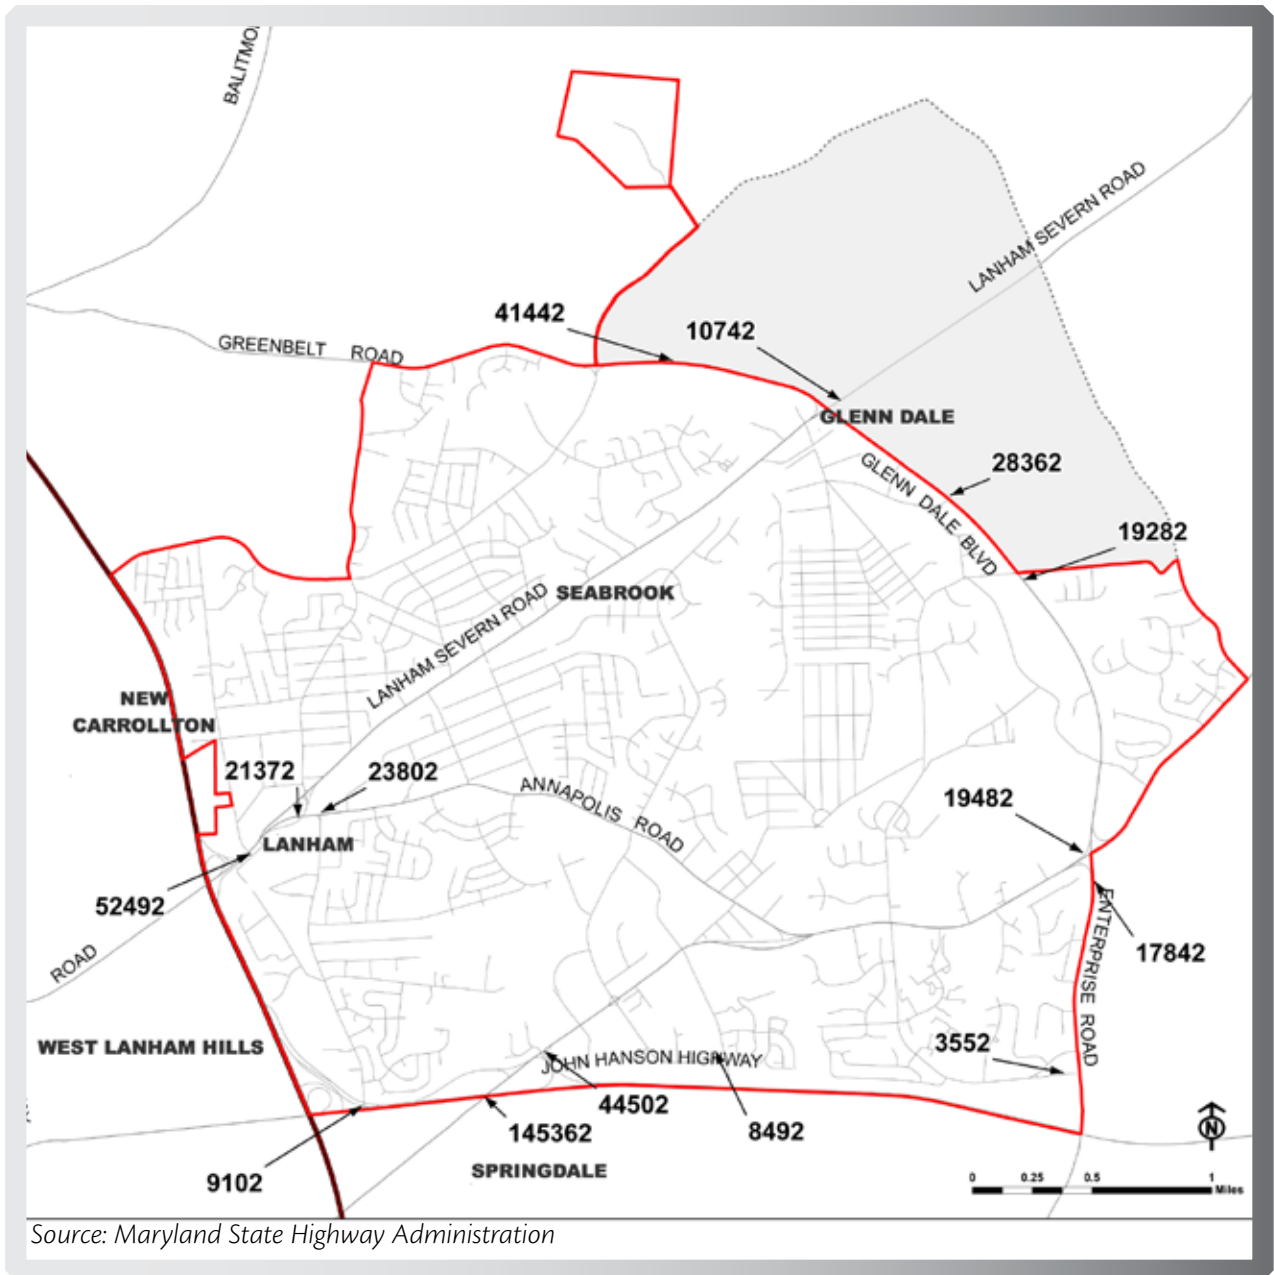 BALITMO
LANHAM SEVERN ROAD
41442
10742
GREENBELT ROAD
GLENN DALE
28362
GLENN DALE BLVD
19282
SEABROOK
LANHAM SEVERN ROAD
NEW
CARROLLTON
21372
23802
ANNAPOLIS ROAD
19482
LANHAM
52492
ENTERPRISE ROAD
17842
ROAD
WEST LANHAM HILLS
3552
JOHN HANSON HIGHWAY
44502
145362
8492
N
SPRINGDALE
9102
0 0.25 0.5 1
Miles
Source: Maryland State Highway Administration